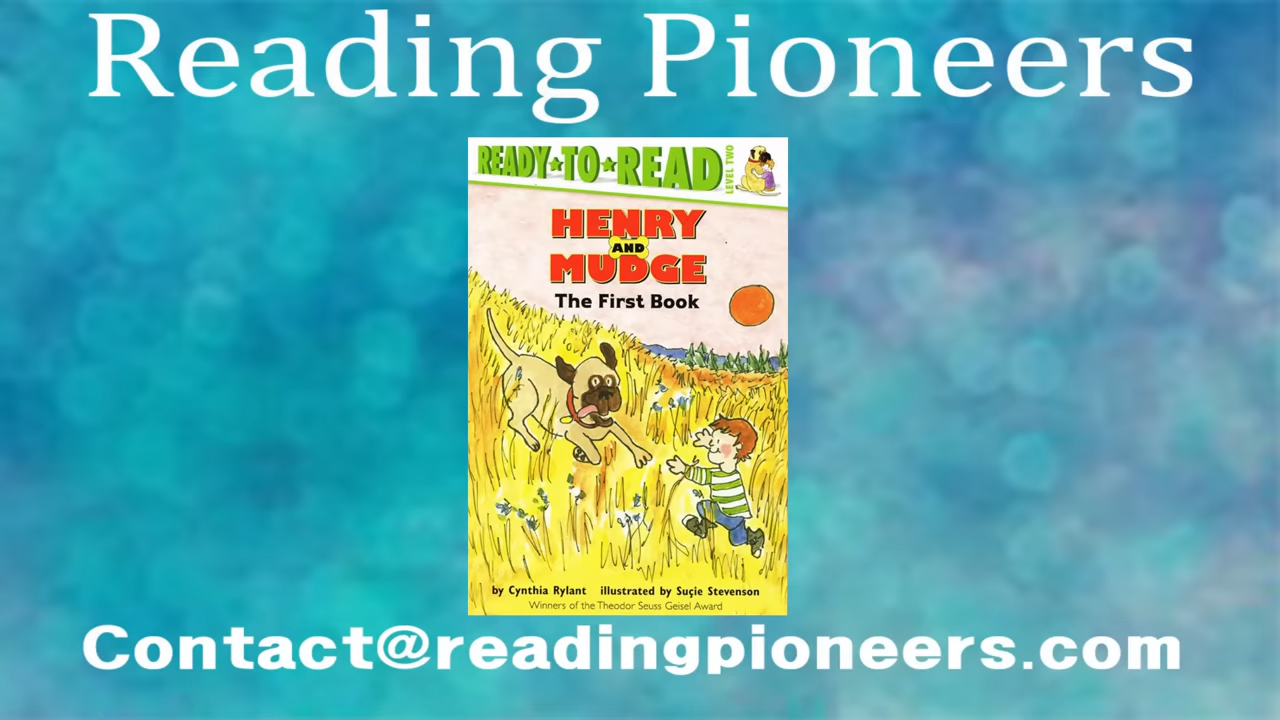 Reading Pioneers
READY★TO★READ
LEVEL TWO
HENRY
AND
MUDGE
The First Book
by Cynthia Rylant illustrated by Suçie Stevenson
Winners of the Theodor Seuss Geisel Award
Contact@readingpioneers.com